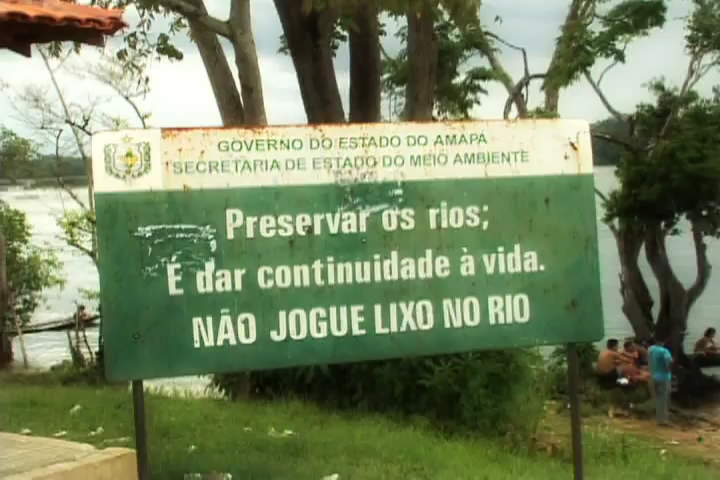 GOVERNO DO ESTADO DO AMAPÁ
SECRETARIA DE ESTADO DO MEIO AMBIENTE
Preservar os rios;
É dar continuidade à vida.
NÃO JOGUE LIXO NO RIO